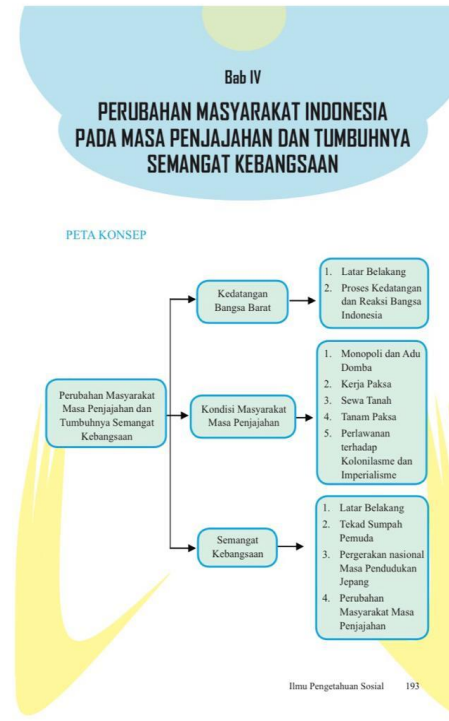 Bab IV
PERUBAHAN MASYARAKAT INDONESIA
PADA MASA PENJAJAHAN DAN TUMBUHNYA
SEMANGAT KEBANGSAAN
PETA KONSEP
Perubahan Masyarakat
Masa Penjajahan dan
Tumbuhnya Semangat
Kebangsaan
Kedatangan
Bangsa Barat
1. Latar Belakang
2. Proses Kedatangan
dan Reaksi Bangsa
Indonesia
Kondisi Masyarakat
Masa Penjajahan
1. Monopoli dan Adu
Domba
2. Kerja Paksa
3. Sewa Tanah
4. Tanam Paksa
5. Perlawanan
terhadap
Kolonilasme dan
Imperialisme
Semangat
Kebangsaan
1. Latar Belakang
2. Tekad Sumpah
Pemuda
3. Pergerakan nasional
Masa Pendudukan
Jepang
4. Perubahan
Masyarakat Masa
Penjajahan
Ilmu Pengetahuan Sosial 193